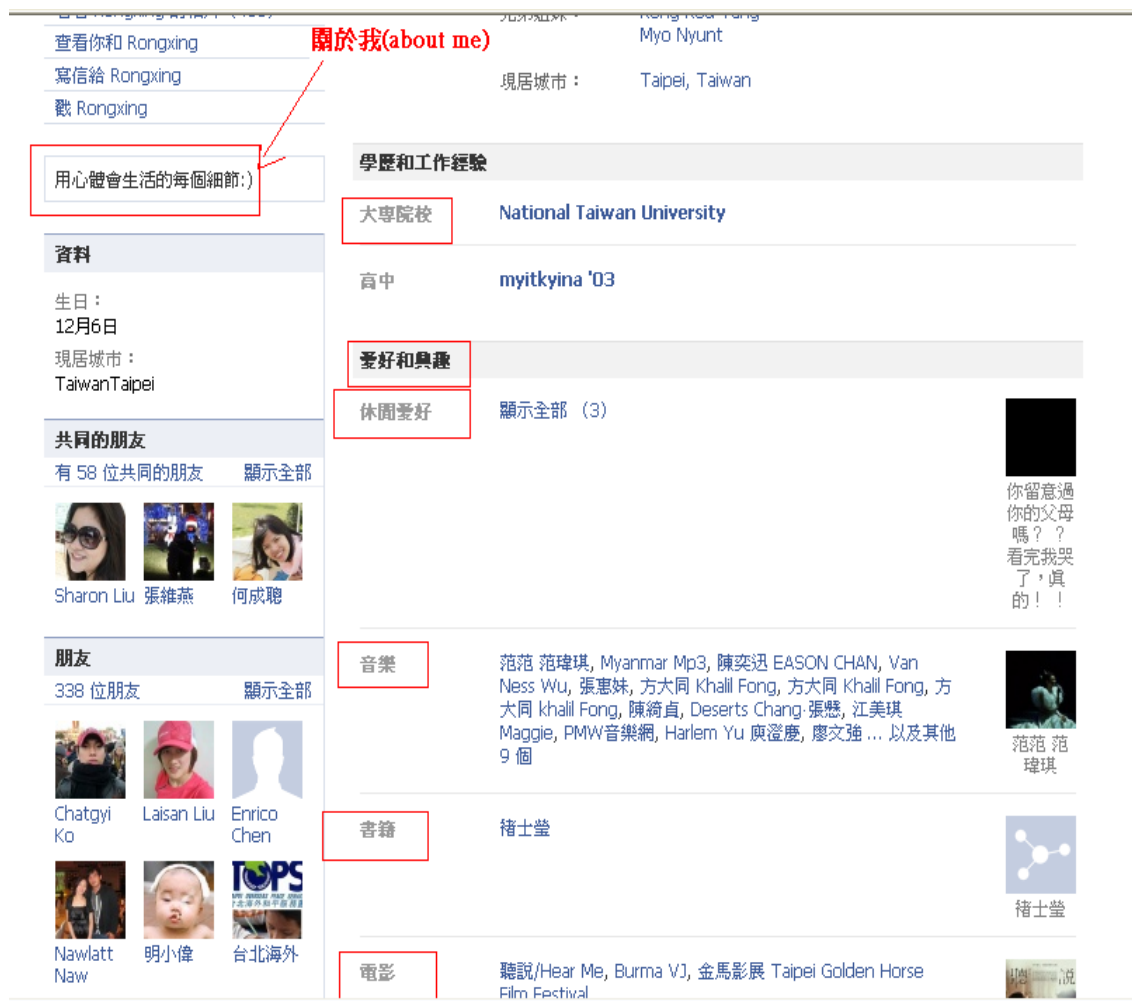 查看你和 Rongxing
寫信給 Rongxing
戳 Rongxing
關於我(about me)
用心體會生活的每個細節:)
資料
生日：
12月6日
現居城市：
TaiwanTaipei
共同的朋友
有 58 位共同的朋友 顯示全部
Sharon Liu 張維燕 何成聰
朋友
338 位朋友 顯示全部
Chatgyi Ko
Laisan Liu
Enrico Chen
TOPS
Nawlatt Naw
明小偉
台北海外
Myo Nyunt
現居城市： Taipei, Taiwan
學歷和工作經驗
大專院校 National Taiwan University
高中 myitkyina '03
愛好和興趣
休閒愛好 顯示全部 （3）
你留意過
你的父母
嗎？ ？
看完我哭
了，真
的！ ！
音樂 范范 范瑋琪, Myanmar Mp3, 陳奕迅 EASON CHAN, Van
Ness Wu, 張惠妹, 方大同 Khalil Fong, 方大同 Khalil Fong, 方
大同 khalil Fong, 陳綺貞, Deserts Chang·張懸, 江美琪
Maggie, PMW音樂網, Harlem Yu 庾澄慶, 廖文強 ... 以及其他
9 個
范范 范
瑋琪
書籍 褚士瑩
褚士瑩
電影 聽說/Hear Me, Burma VJ, 金馬影展 Taipei Golden Horse
Film Festival